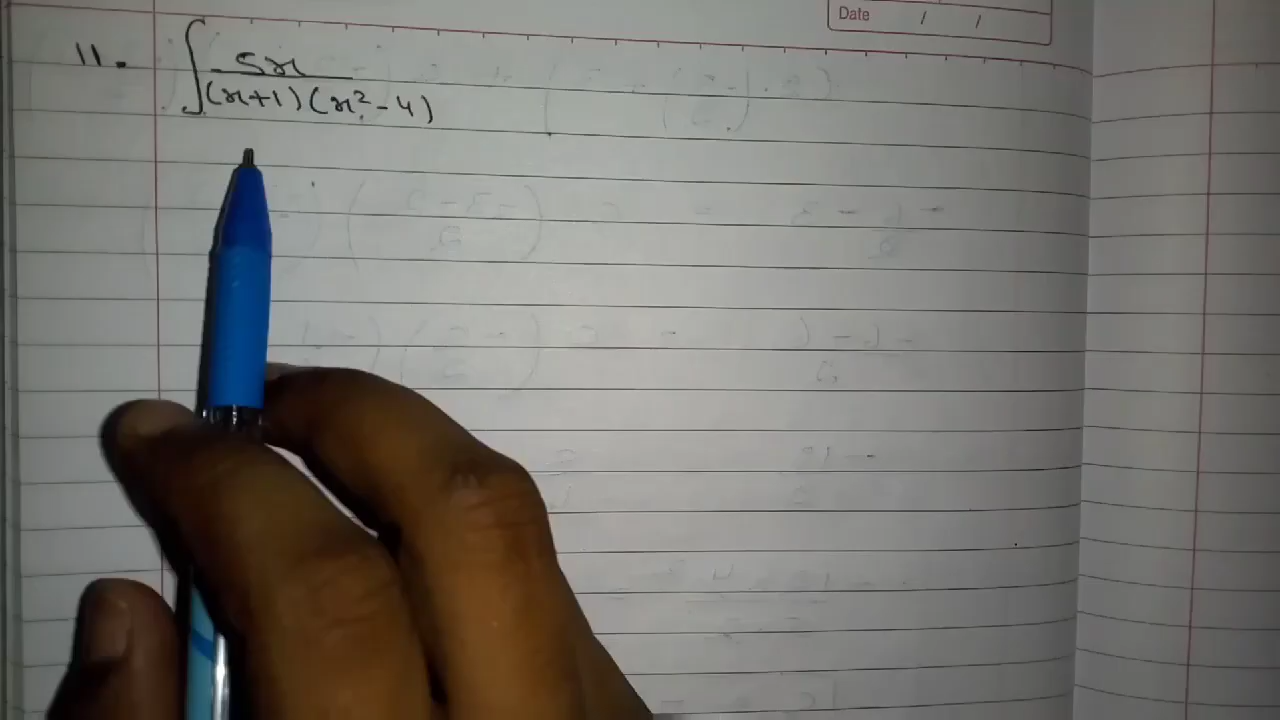 Date / /
11. ∫ 5x
(x+1)(x²-4)